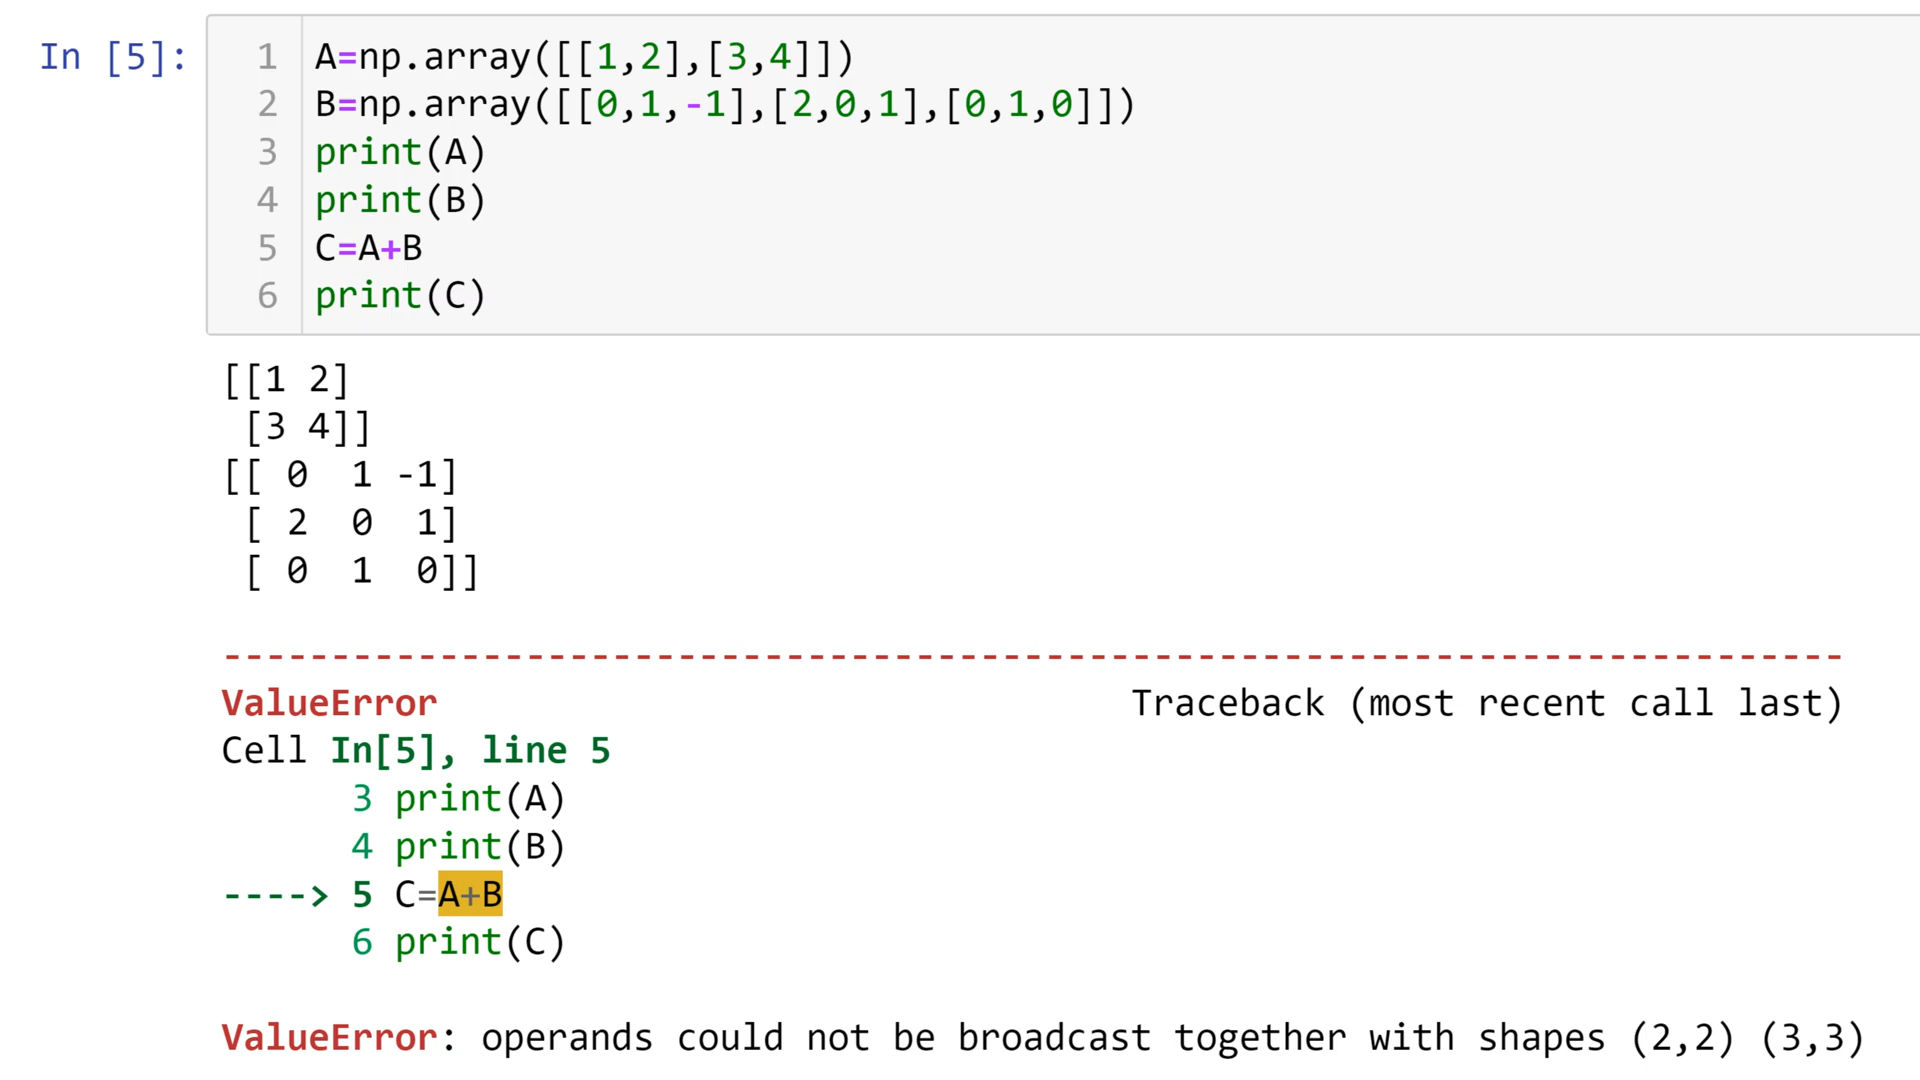 In [5]:
1 A=np.array([[1,2],[3,4]])
2 B=np.array([[0,1,-1],[2,0,1],[0,1,0]])
3 print(A)
4 print(B)
5 C=A+B
6 print(C)
[[1 2]
 [3 4]]
[[ 0  1 -1]
 [ 2  0  1]
 [ 0  1  0]]
---------------------------------------------------------------------------
ValueError                                Traceback (most recent call last)
Cell In[5], line 5
      3 print(A)
      4 print(B)
----> 5 C=A+B
      6 print(C)
ValueError: operands could not be broadcast together with shapes (2,2) (3,3)